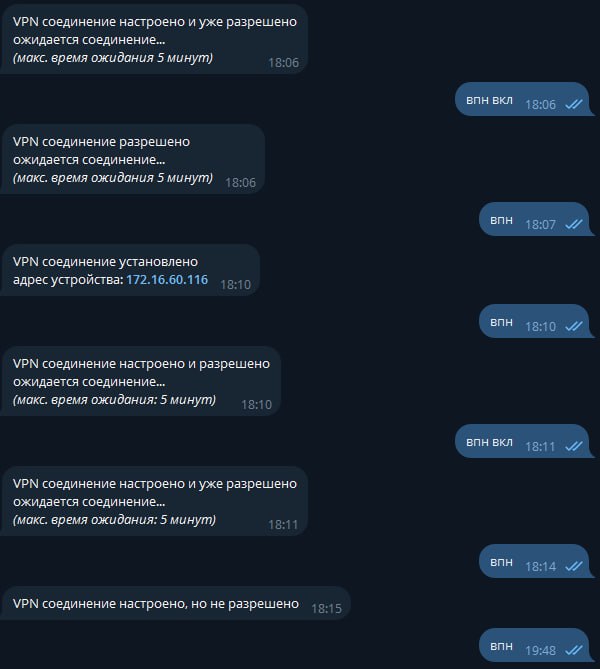 VPN соединение настроено и уже разрешено
ожидается соединение...
(макс. время ожидания 5 минут) 18:06
впн вкл 18:06
VPN соединение разрешено
ожидается соединение...
(макс. время ожидания 5 минут) 18:06
впн 18:07
VPN соединение установлено
адрес устройства: 172.16.60.116 18:10
впн 18:10
VPN соединение настроено и разрешено
ожидается соединение...
(макс. время ожидания: 5 минут) 18:10
впн вкл 18:11
VPN соединение настроено и уже разрешено
ожидается соединение...
(макс. время ожидания: 5 минут) 18:11
впн 18:14
VPN соединение настроено, но не разрешено 18:15
впн 19:48